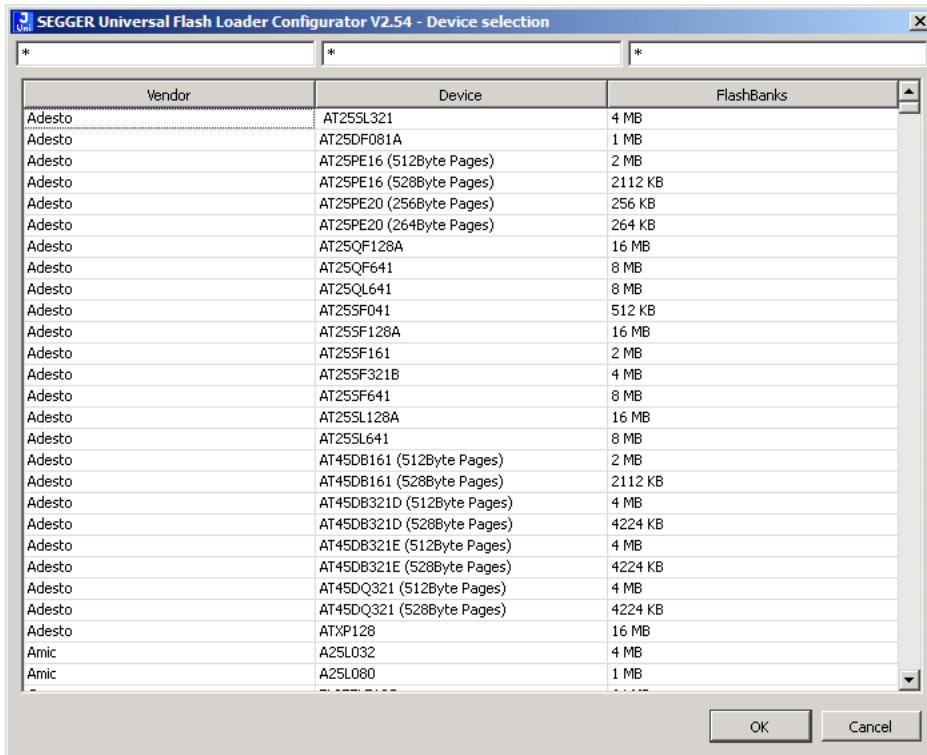 SEGGER Universal Flash Loader Configurator V2.54 - Device selection
* * *
Vendor Device FlashBanks
Adesto AT25SL321 4 MB
Adesto AT25DF081A 1 MB
Adesto AT25PE16 (512Byte Pages) 2 MB
Adesto AT25PE16 (528Byte Pages) 2112 KB
Adesto AT25PE20 (256Byte Pages) 256 KB
Adesto AT25PE20 (264Byte Pages) 264 KB
Adesto AT25QF128A 16 MB
Adesto AT25QF641 8 MB
Adesto AT25QL641 8 MB
Adesto AT25SF041 512 KB
Adesto AT25SF128A 16 MB
Adesto AT25SF161 2 MB
Adesto AT25SF321B 4 MB
Adesto AT25SF641 8 MB
Adesto AT25SL128A 16 MB
Adesto AT25SL641 8 MB
Adesto AT45DB161 (512Byte Pages) 2 MB
Adesto AT45DB161 (528Byte Pages) 2112 KB
Adesto AT45DB321D (512Byte Pages) 4 MB
Adesto AT45DB321D (528Byte Pages) 4224 KB
Adesto AT45DB321E (512Byte Pages) 4 MB
Adesto AT45DB321E (528Byte Pages) 4224 KB
Adesto AT45DQ321 (512Byte Pages) 4 MB
Adesto AT45DQ321 (528Byte Pages) 4224 KB
Adesto ATXP128 16 MB
Amic A25L032 4 MB
Amic A25L080 1 MB
OK Cancel